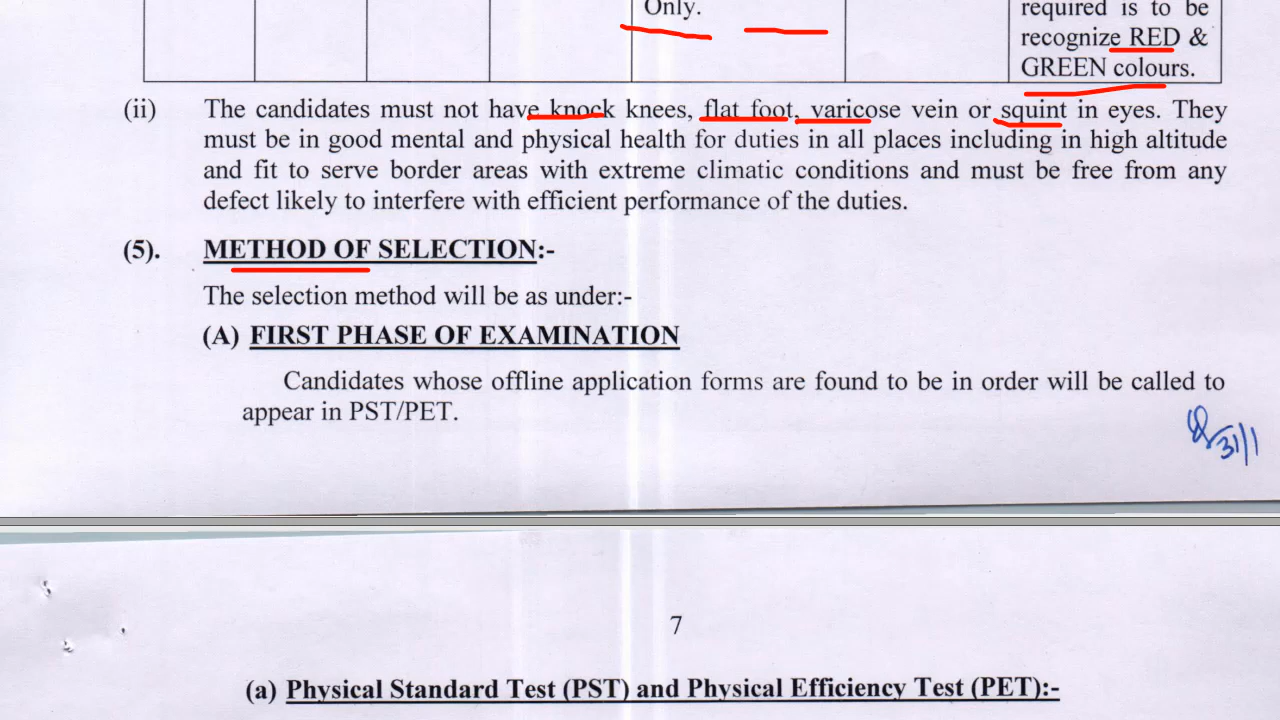 Only.
required is to be
recognize RED &
GREEN colours.
(ii) The candidates must not have knock knees, flat foot, varicose vein or squint in eyes. They
must be in good mental and physical health for duties in all places including in high altitude
and fit to serve border areas with extreme climatic conditions and must be free from any
defect likely to interfere with efficient performance of the duties.
(5). METHOD OF SELECTION:-
The selection method will be as under:-
(A) FIRST PHASE OF EXAMINATION
Candidates whose offline application forms are found to be in order will be called to
appear in PST/PET.
31/1
7
(a) Physical Standard Test (PST) and Physical Efficiency Test (PET):-